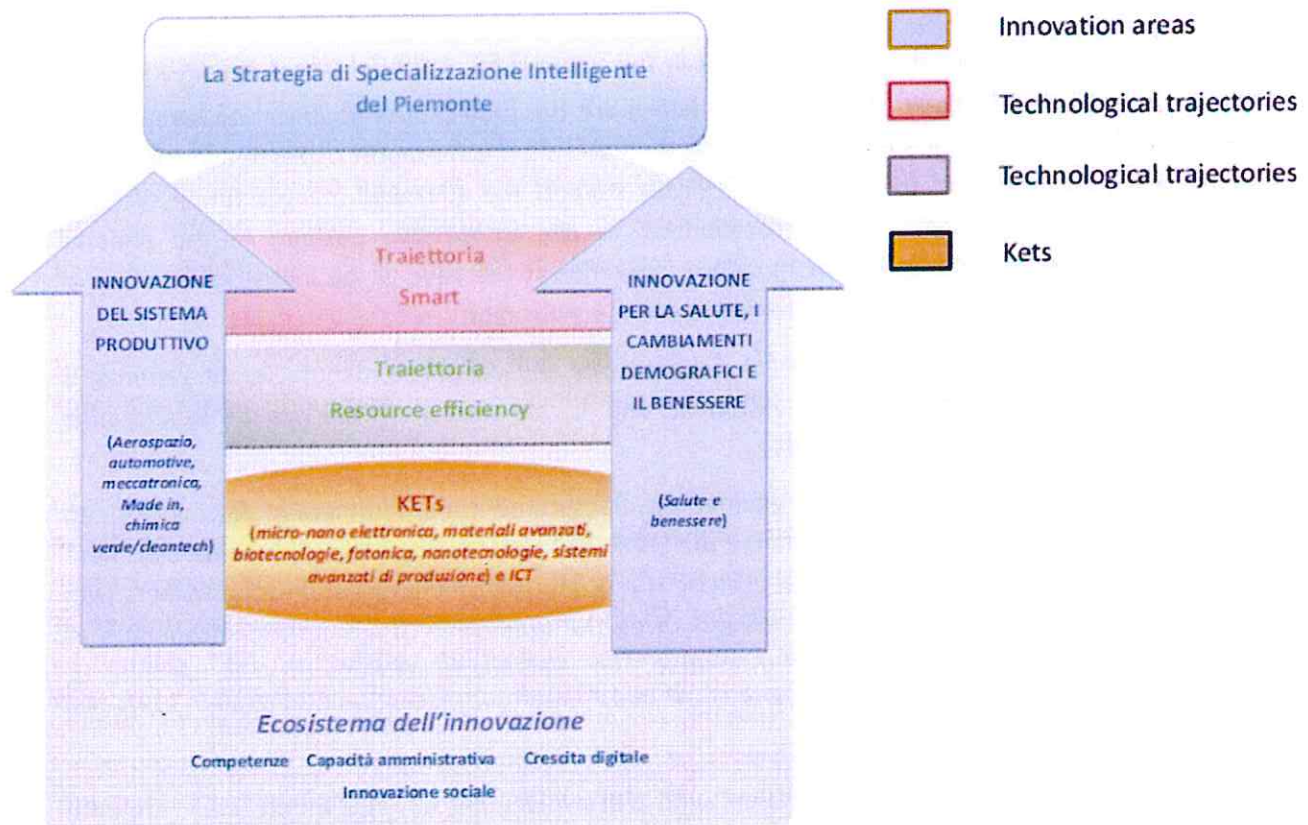 La Strategia di Specializzazione Intelligente
del Piemonte
Innovation areas
Technological trajectories
Technological trajectories
Kets
INNOVAZIONE
DEL SISTEMA
PRODUTTIVO
(Aerospazio,
automotive,
meccatronica,
Made in,
chimica
verde/cleantech)
Traiettoria
Smart
Traiettoria
Resource efficiency
KETs
(micro-nano elettronica, materiali avanzati,
biotecnologie, fotonica, nanotecnologie, sistemi
avanzati di produzione) e ICT
INNOVAZIONE
PER LA SALUTE, I
CAMBIAMENTI
DEMOGRAFICI E
IL BENESSERE
(Salute e
benessere)
Ecosistema dell'innovazione
Competenze Capacità amministrativa Crescita digitale
Innovazione sociale